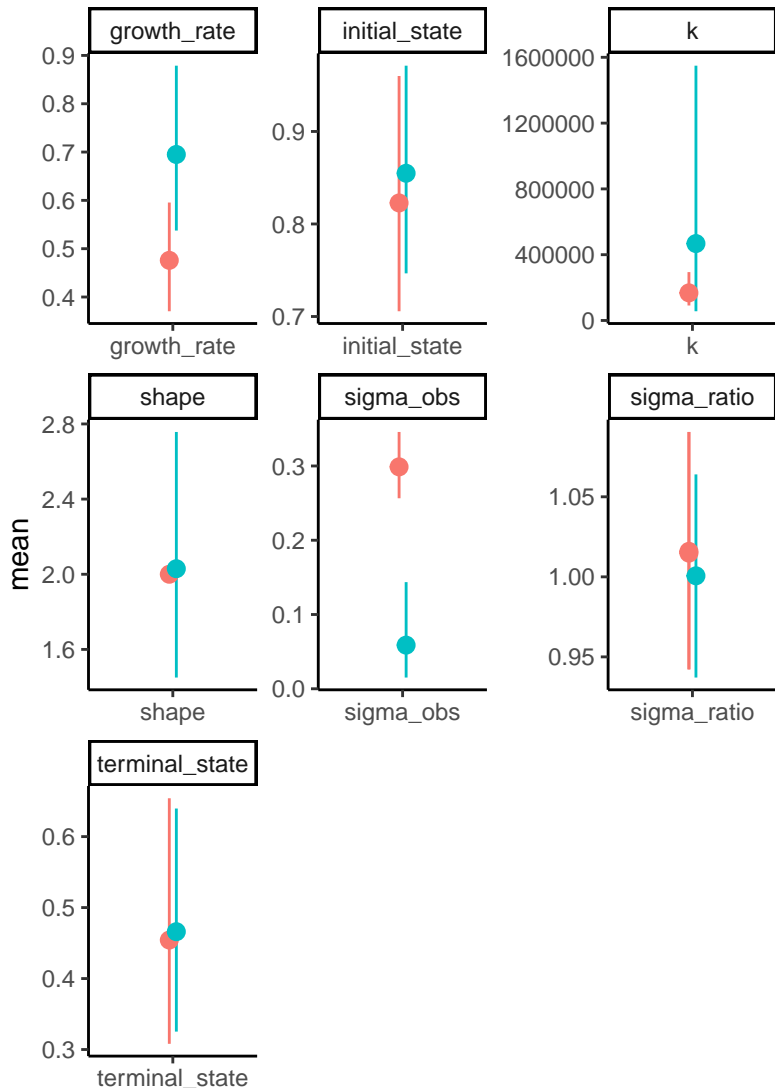 growth_rate
0.9
0.8
0.7
0.6
0.5
0.4
growth_rate
initial_state
0.9
0.8
0.7
initial_state
k
1600000
1200000
800000
400000
0
k
mean
shape
2.8
2.4
2.0
1.6
shape
sigma_obs
0.3
0.2
0.1
0.0
sigma_obs
sigma_ratio
1.05
1.00
0.95
sigma_ratio
terminal_state
0.6
0.5
0.4
0.3
terminal_state